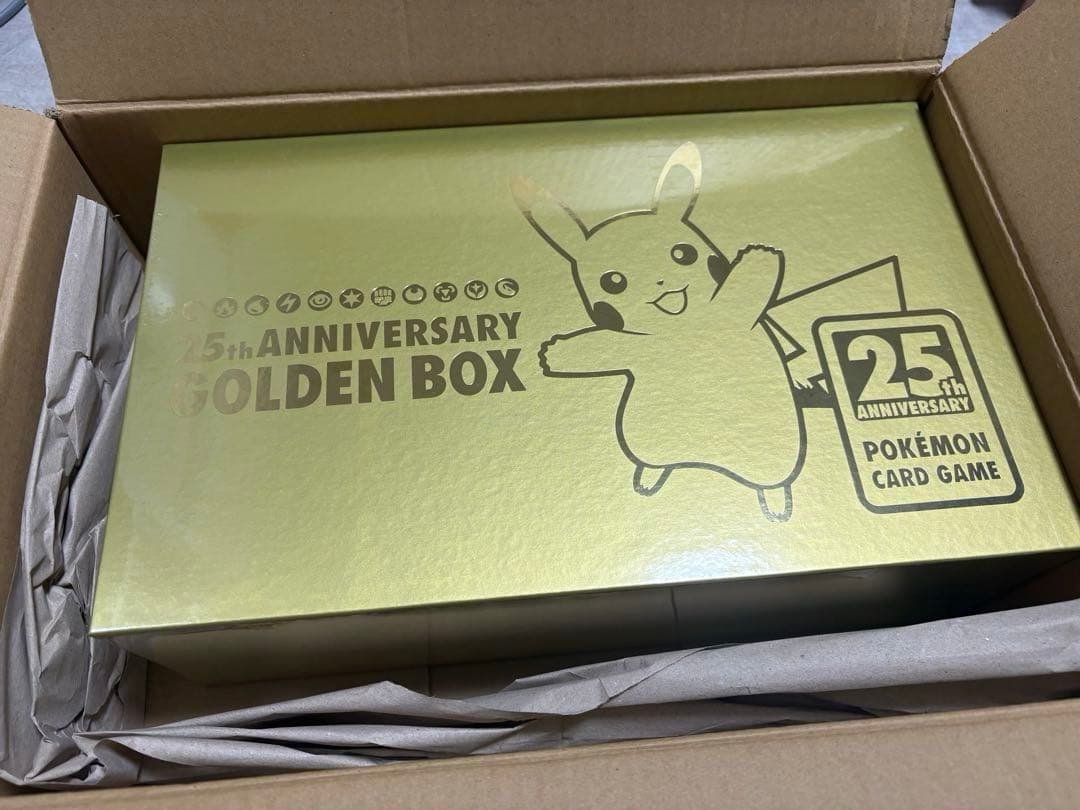 25th ANNIVERSARY
GOLDEN BOX
25th
ANNIVERSARY
POKÉMON
CARD GAME